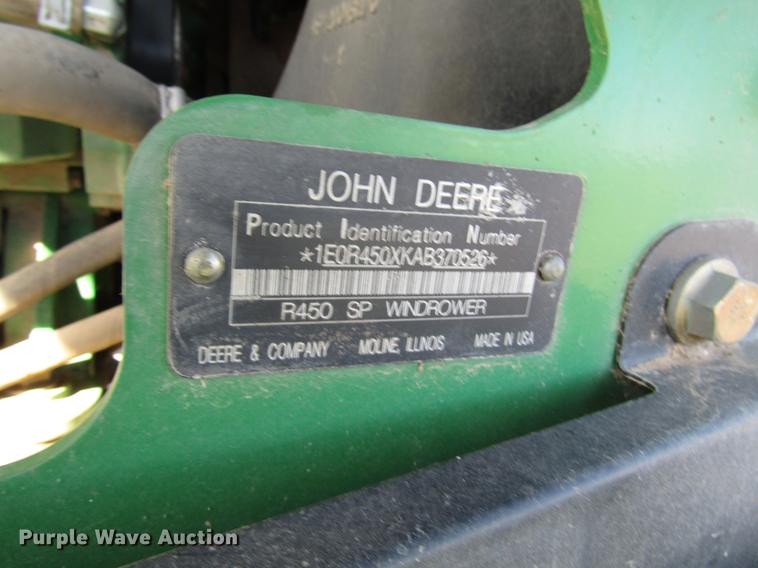 JOHN DEERE
Product Identification Number
*1E0R450XKAB370526*
R450 SP WINDROWER
DEERE & COMPANY MOLINE, ILLINOIS MADE IN USA
Purple Wave Auction